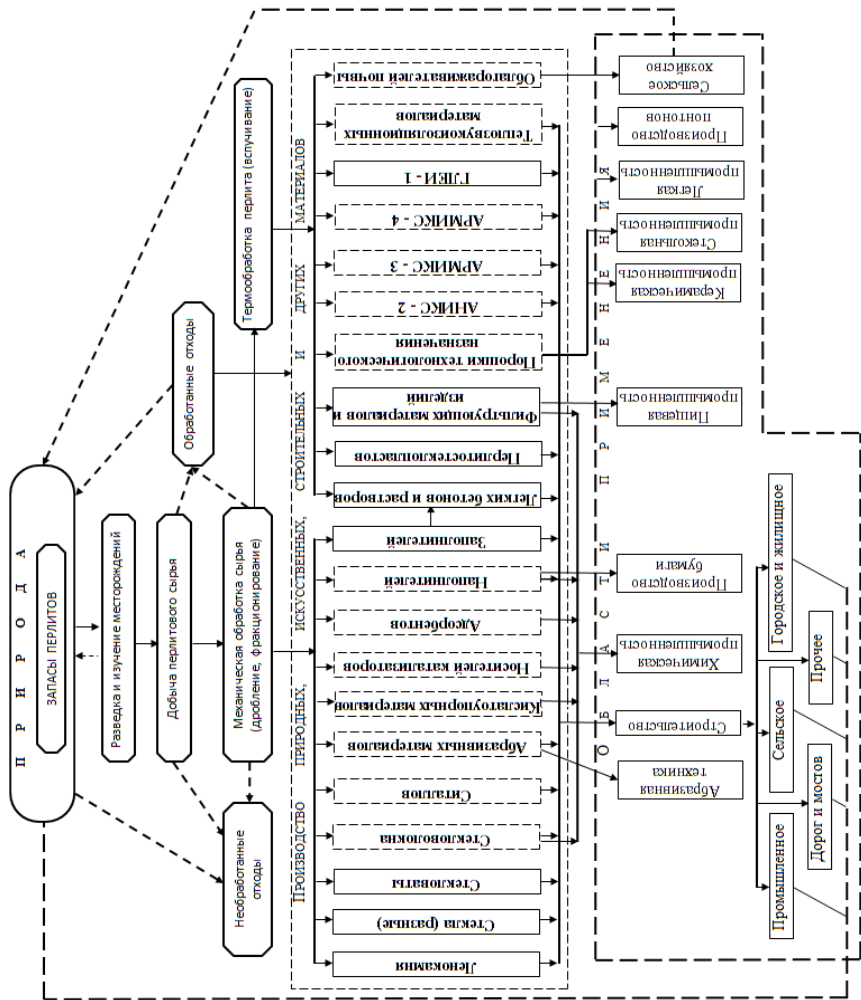 П Р И Р О Д А
ЗАПАСЫ ПЕРЛИТОВ
Разведка и изучение месторождений
Добыча перлитового сырья
Механическая обработка сырья
(дробление, фракционирование)
Необработанные
отходы
Обработанные отходы
Термообработка перлита (вспучивание)
ПРОИЗВОДСТВО ПРИРОДНЫХ, ИСКУССТВЕННЫХ, СТРОИТЕЛЬНЫХ И ДРУГИХ МАТЕРИАЛОВ
Пенокамня
Стекла (разные)
Стекловаты
Стекловолокна
Ситаллов
Абразивных материалов
Кислатоупорных материалов
Носителей катализаторов
Адсорбентов
Наполнителей
Заполнителей
Легких бетонов и растворов
Перлитостеклопластов
Фильтрующих материалов и
изделий
Порошки технологического
назначения
АНИКС - 2
АРМИКС - 3
АРМИКС - 4
ГЛЕИ - 1
Теплозвукоизоляционных
материалов
Облагораживателей почвы
О Б Л А С Т И П Р И М Е Н Е Н И Я
Абразивная
техника
Строительство
Химическая
промышленность
Производство
бумаги
Пищевая
промышленность
Керамическая
промышленность
Стекольная
промышленность
Легкая
промышленность
Производство
понтонов
Сельское
хозяйство
Промышленное
Дорог и мостов
Сельское
Прочее
Городское и жилищное